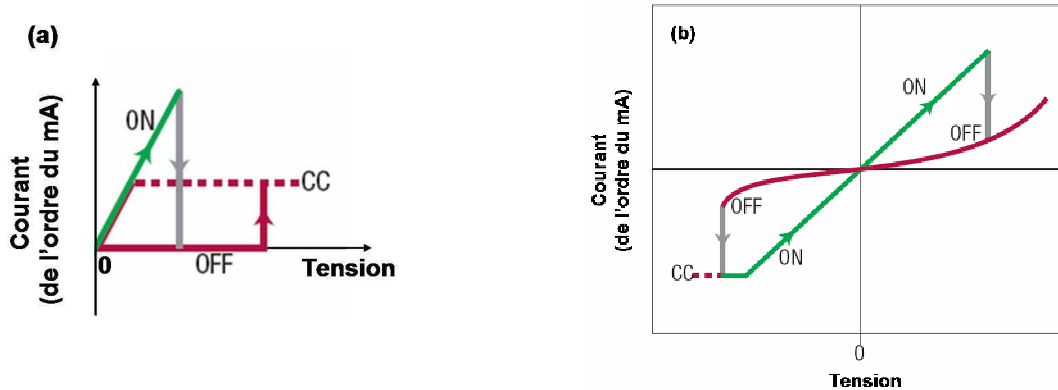 (a)
Courant
(de l'ordre du mA)
ON
CC
OFF
0
Tension
(b)
Courant
(de l'ordre du mA)
ON
OFF
OFF
CC
ON
0
Tension